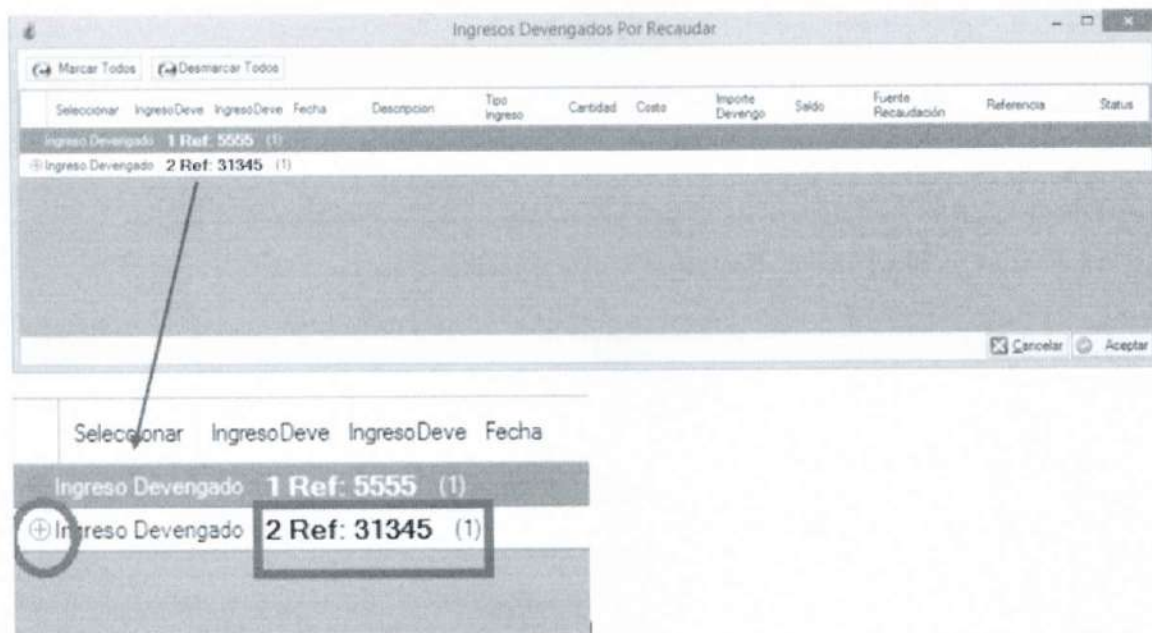 Ingresos Devengados Por Recaudar
Marcar Todos Desmarcar Todos
Seleccionar IngresoDeve IngresoDeve Fecha Descripcion Tipo Ingreso Cantidad Costo Importe Devengo Saldo Fuente Recaudación Referencia Status
Ingreso Devengado 1 Ref: 5555 (1)
Ingreso Devengado 2 Ref: 31345 (1)
Cancelar Aceptar
Seleccionar IngresoDeve IngresoDeve Fecha
Ingreso Devengado 1 Ref: 5555 (1)
Ingreso Devengado 2 Ref: 31345 (1)